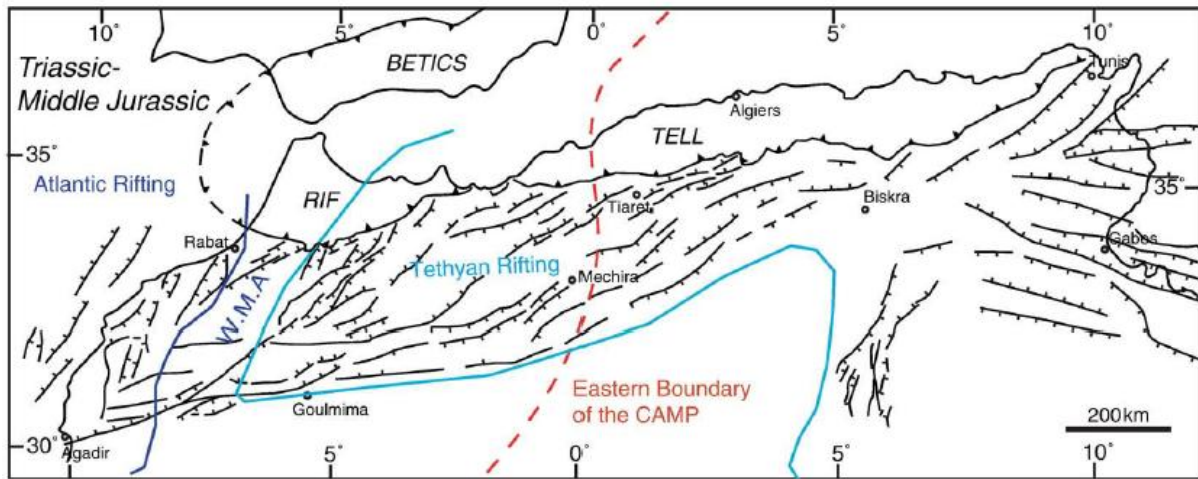 10° 5° 0° 5° 10°
Triassic-
Middle Jurassic
BETICS
Tunis
Algiers
TELL
35°
35°
Atlantic Rifting
RIF
Tiaret
Biskra
Rabat
Gabes
Tethyan Rifting
Mechira
W.M.A
Eastern Boundary
of the CAMP
Goulmima
200km
30°
Agadir
5° 0° 5° 10°